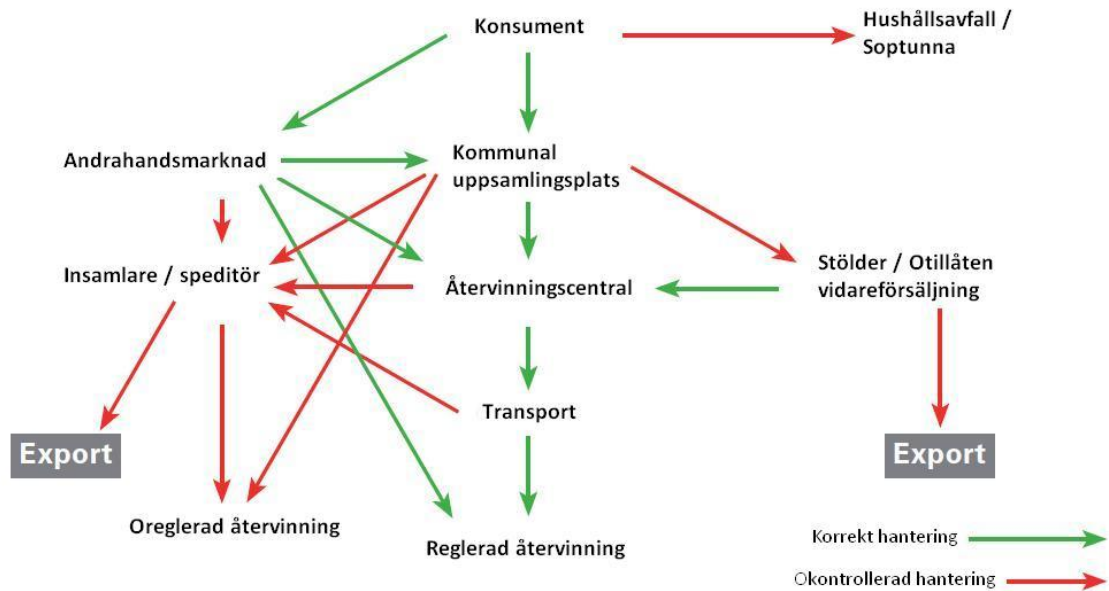 Konsument
Hushållsavfall /
Soptunna
Andrahandsmarknad
Kommunal
uppsamlingsplats
Insamlare / speditör
Återvinningscentral
Stölder / Otillåten
vidareförsäljning
Transport
Export
Export
Oreglerad återvinning
Reglerad återvinning
Korrekt hantering
Okontrollerad hantering